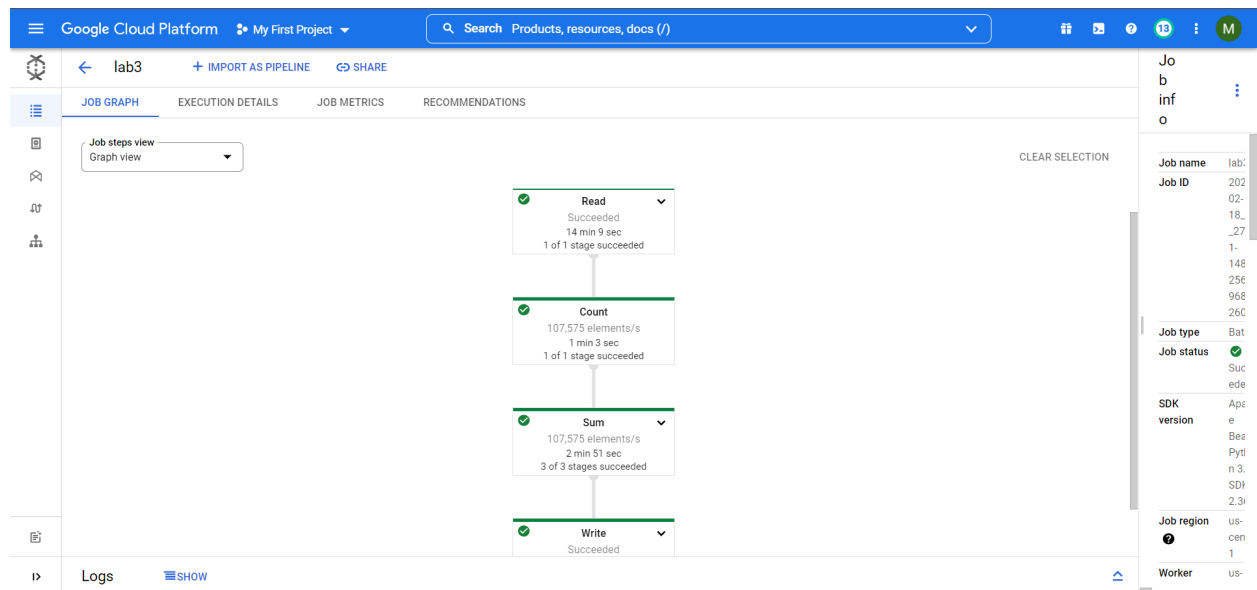 Google Cloud Platform My First Project Search Products, resources, docs (/) 13 M
lab3 IMPORT AS PIPELINE SHARE
JOB GRAPH EXECUTION DETAILS JOB METRICS RECOMMENDATIONS
Job steps view
Graph view
CLEAR SELECTION
Read
Succeeded
14 min 9 sec
1 of 1 stage succeeded
Count
107,575 elements/s
1 min 3 sec
1 of 1 stage succeeded
Sum
107,575 elements/s
2 min 51 sec
3 of 3 stages succeeded
Write
Succeeded
Logs SHOW
Jo
b
inf
o
Job name lab
Job ID 202
02-
18_
_27
1-
148
256
968
260
Job type Bat
Job status Suc
ede
SDK Apa
version e
Bea
Pyt
n 3.
SDK
2.3
Job region us-
cen
1
Worker us-